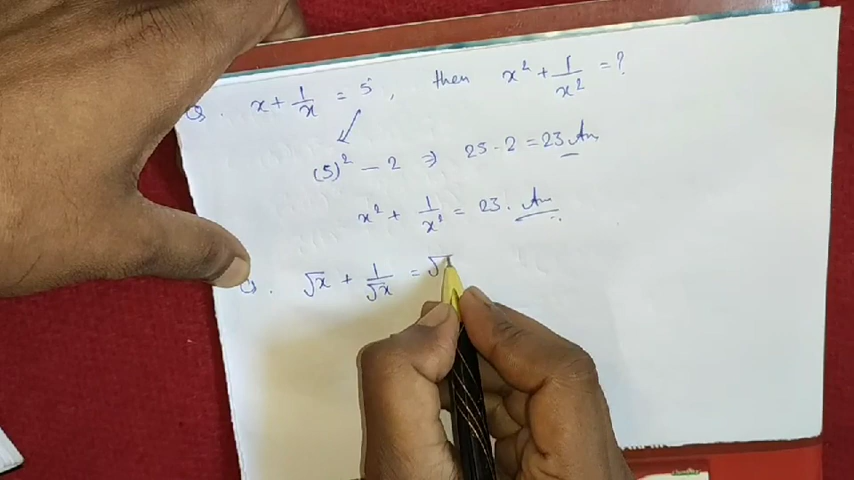 Q. x + 1/x = 5, then x² + 1/x² = ?
(5)² - 2 ⇒ 25 - 2 = 23 Ans
x² + 1/x² = 23. Ans
Q. √x + 1/√x = √